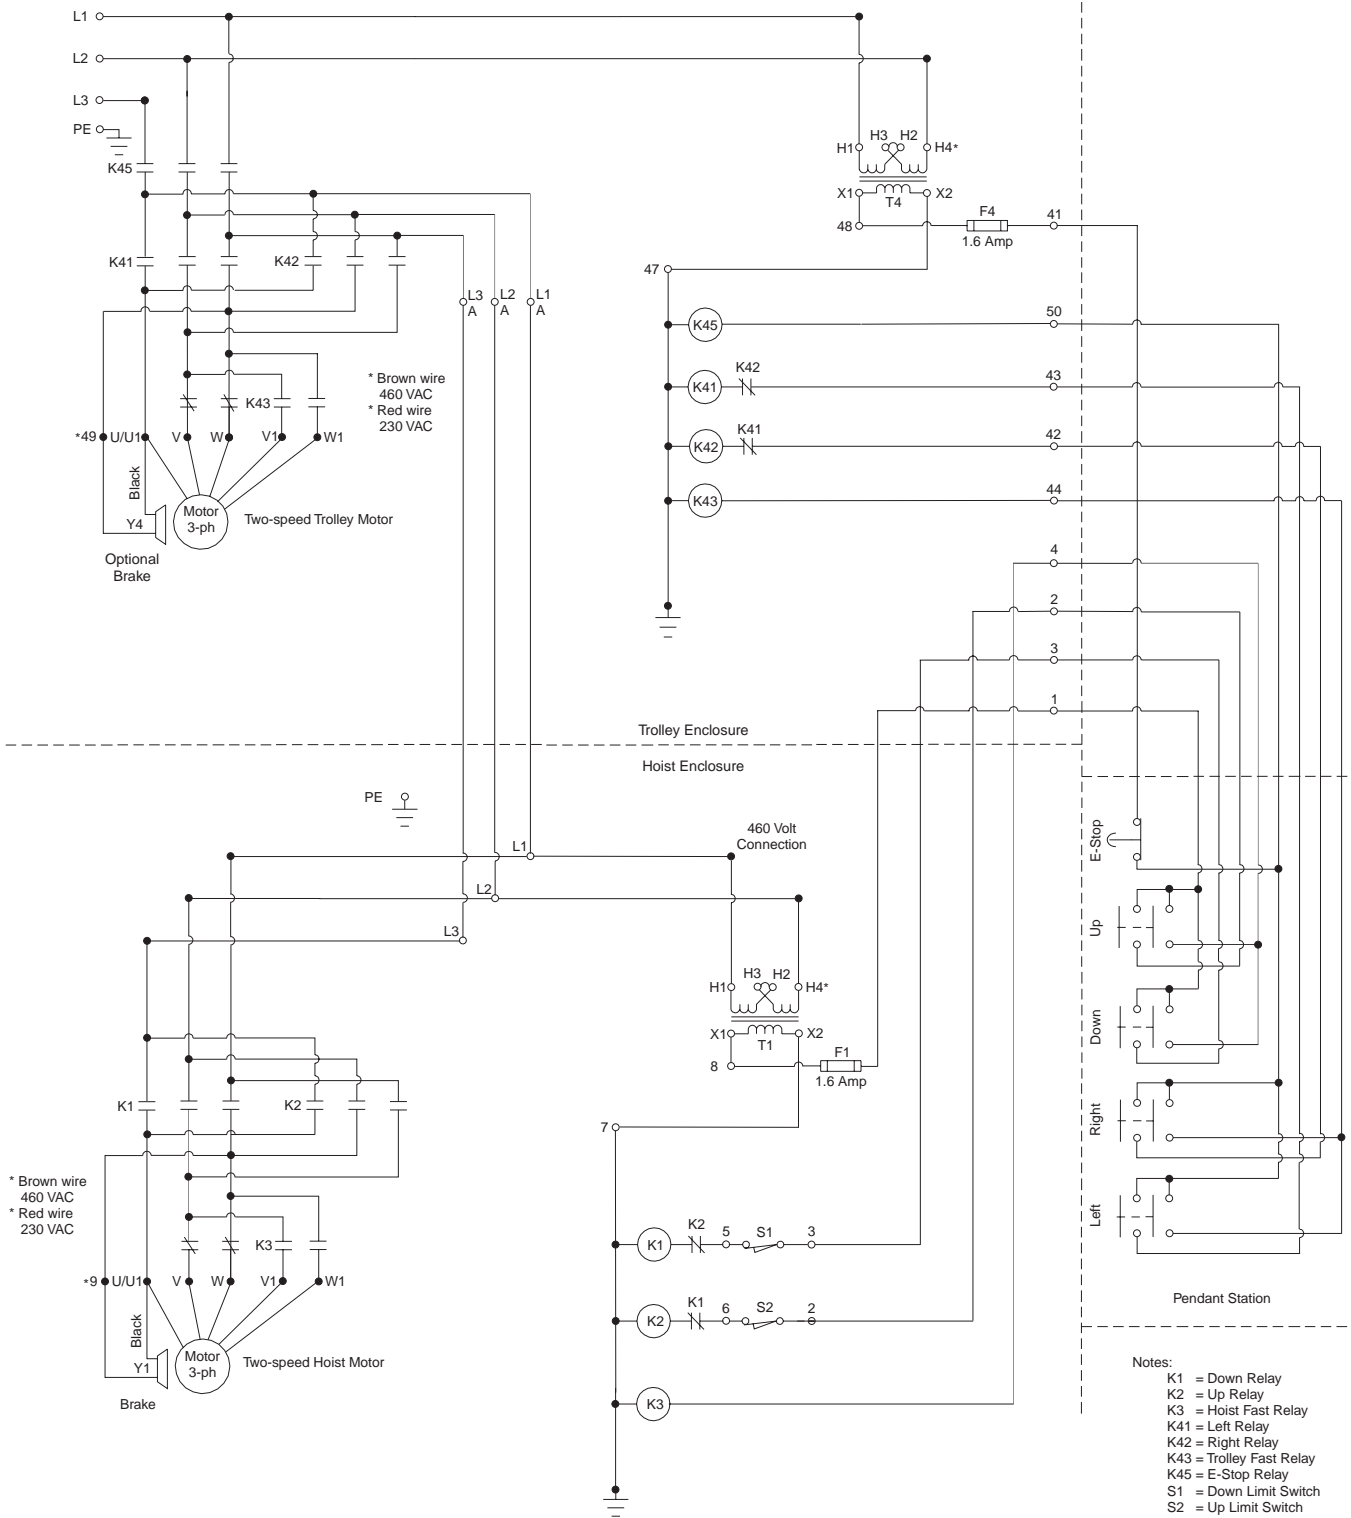 L1
L2
L3
PE
H3 H2
H1 H4*
K45
X1 X2
T4
F4
48 41
1.6 Amp
K41 K42
47
L3 L2 L1
A A A
50
K45
* Brown wire
460 VAC
* Red wire
230 VAC
K42
43
K41
K43
K41
42
K42
*49 U/U1 V W V1 W1
Black
44
K43
Motor
3-ph
Y4
Two-speed Trolley Motor
Optional
Brake
4
2
3
1
Trolley Enclosure
Hoist Enclosure
PE
460 Volt
Connection
L1
L2
L3
E-Stop
Up
Down
Right
Left
H3 H2
H1 H4*
X1 X2
T1
F1
8
1.6 Amp
K1 K2
7
* Brown wire
460 VAC
* Red wire
230 VAC
K2
5 S1 3
K1
K3
*9 U/U1 V W V1 W1
Black
K1
6 S2 2
K2
Motor
3-ph
Y1
Two-speed Hoist Motor
Brake
K3
Pendant Station
Notes:
K1 = Down Relay
K2 = Up Relay
K3 = Hoist Fast Relay
K41 = Left Relay
K42 = Right Relay
K43 = Trolley Fast Relay
K45 = E-Stop Relay
S1 = Down Limit Switch
S2 = Up Limit Switch